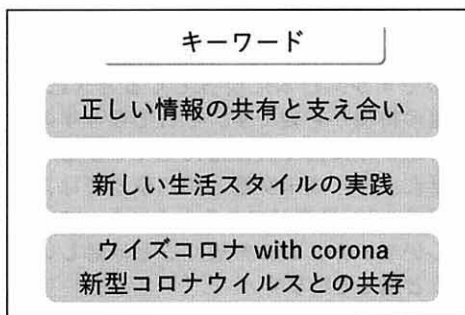 キーワード
正しい情報の共有と支え合い
新しい生活スタイルの実践
ウイズコロナ with corona
新型コロナウイルスとの共存